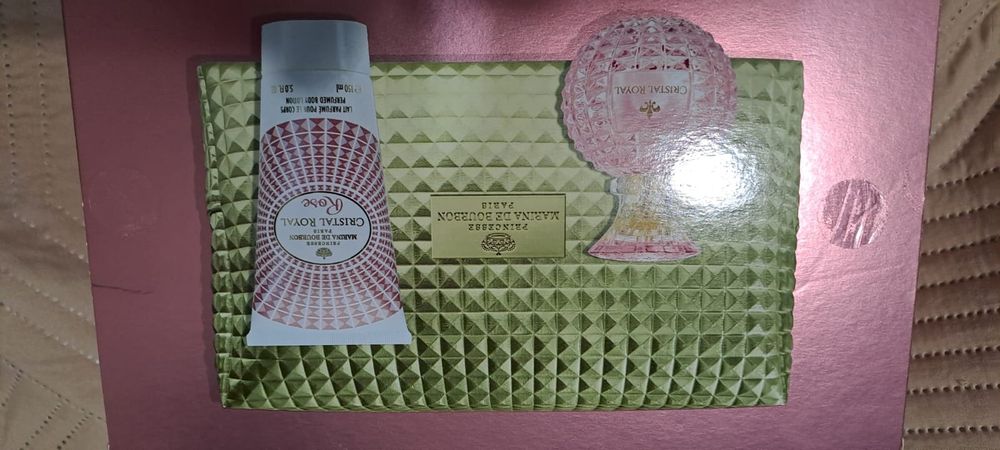 PRINCESSE
MARINA DE BOURBON
PARIS
CRISTAL ROYAL
Rose
LAIT PARFUMÉ POUR LE CORPS
PERFUMED BODY LOTION
150 ml
5.0 FL
PRINCESSE
MARINA DE BOURBON
PARIS
CRISTAL ROYAL